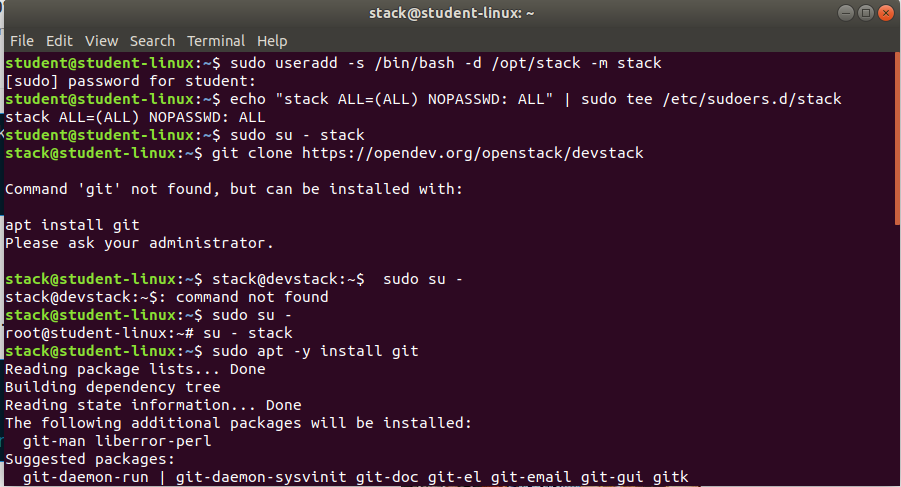 stack@student-linux: ~
File Edit View Search Terminal Help
student@student-linux:~$ sudo useradd -s /bin/bash -d /opt/stack -m stack
[sudo] password for student:
student@student-linux:~$ echo "stack ALL=(ALL) NOPASSWD: ALL" | sudo tee /etc/sudoers.d/stack
stack ALL=(ALL) NOPASSWD: ALL
student@student-linux:~$ sudo su - stack
stack@student-linux:~$ git clone https://opendev.org/openstack/devstack
Command 'git' not found, but can be installed with:
apt install git
Please ask your administrator.
stack@student-linux:~$ stack@devstack:~$  sudo su -
stack@devstack:~$: command not found
stack@student-linux:~$ sudo su -
root@student-linux:~# su - stack
stack@student-linux:~$ sudo apt -y install git
Reading package lists... Done
Building dependency tree
Reading state information... Done
The following additional packages will be installed:
  git-man liberror-perl
Suggested packages:
  git-daemon-run | git-daemon-sysvinit git-doc git-el git-email git-gui gitk